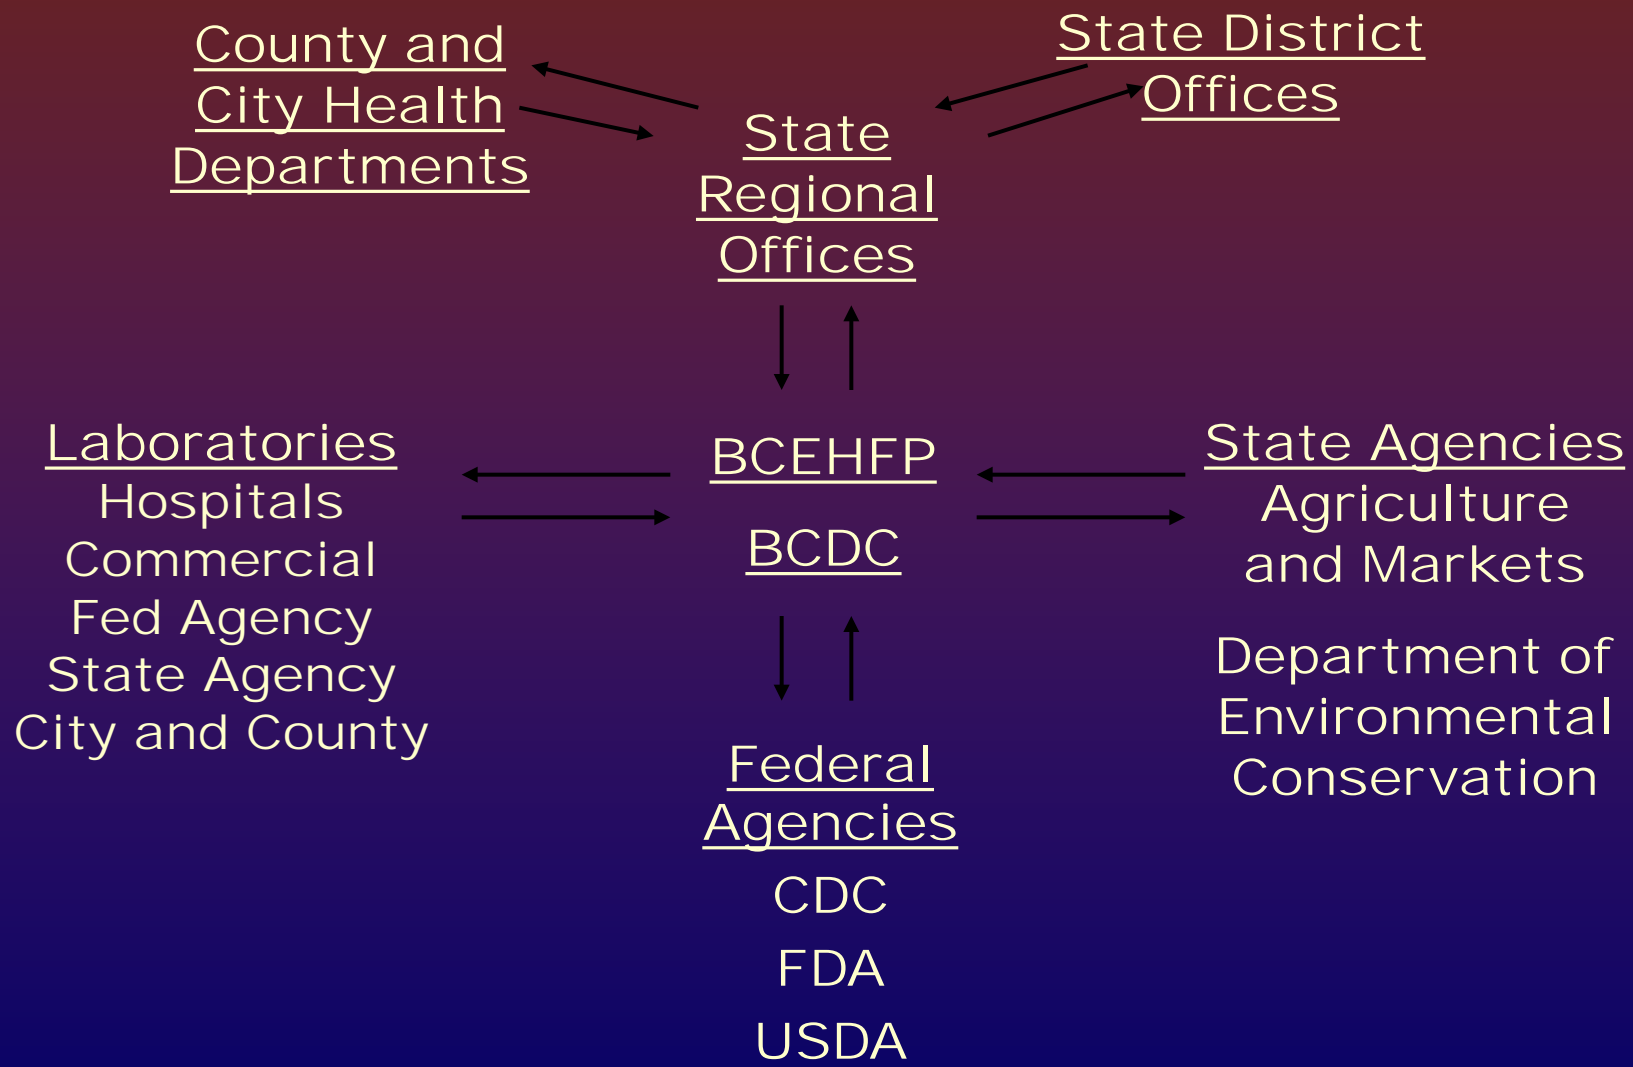 County and
City Health
Departments
State District
Offices
State
Regional
Offices
Laboratories
Hospitals
Commercial
Fed Agency
State Agency
City and County
BCEHFP
BCDC
State Agencies
Agriculture
and Markets
Department of
Environmental
Conservation
Federal
Agencies
CDC
FDA
USDA